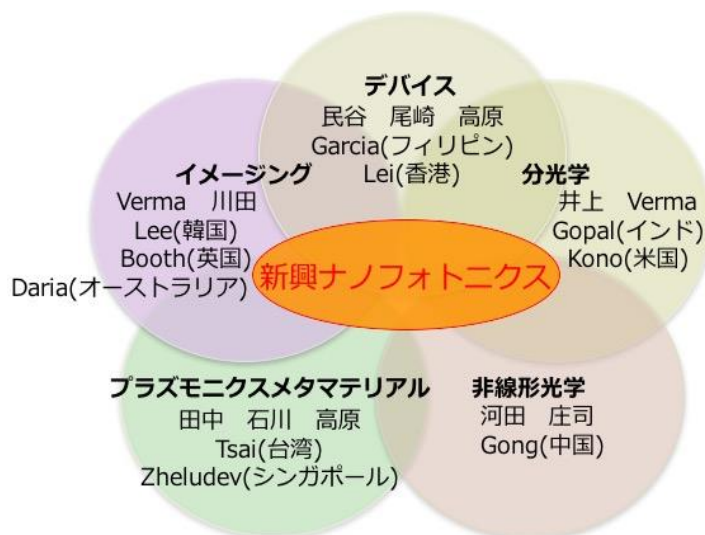 デバイス
民谷　尾崎　高原
Garcia(フィリピン)
Lei(香港)
イメージング
Verma　川田
Lee(韓国)
Booth(英国)
Daria(オーストラリア)
分光学
井上　Verma
Gopal(インド)
Kono(米国)
新興ナノフォトニクス
プラズモニクスメタマテリアル
田中　石川　高原
Tsai(台湾)
Zheludev(シンガポール)
非線形光学
河田　庄司
Gong(中国)